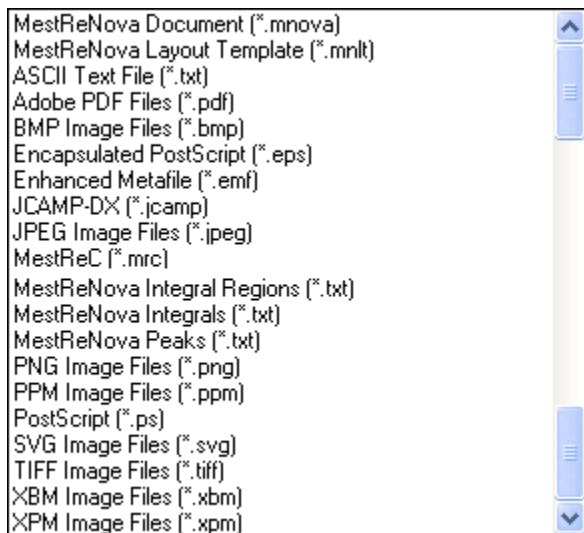 MestReNova Document (*.mnova)
MestReNova Layout Template (*.mnlt)
ASCII Text File (*.txt)
Adobe PDF Files (*.pdf)
BMP Image Files (*.bmp)
Encapsulated PostScript (*.eps)
Enhanced Metafile (*.emf)
JCAMP-DX (*.jcamp)
JPEG Image Files (*.jpeg)
MestReC (*.mrc)
MestReNova Integral Regions (*.txt)
MestReNova Integrals (*.txt)
MestReNova Peaks (*.txt)
PNG Image Files (*.png)
PPM Image Files (*.ppm)
PostScript (*.ps)
SVG Image Files (*.svg)
TIFF Image Files (*.tiff)
XBM Image Files (*.xbm)
XPM Image Files (*.xpm)